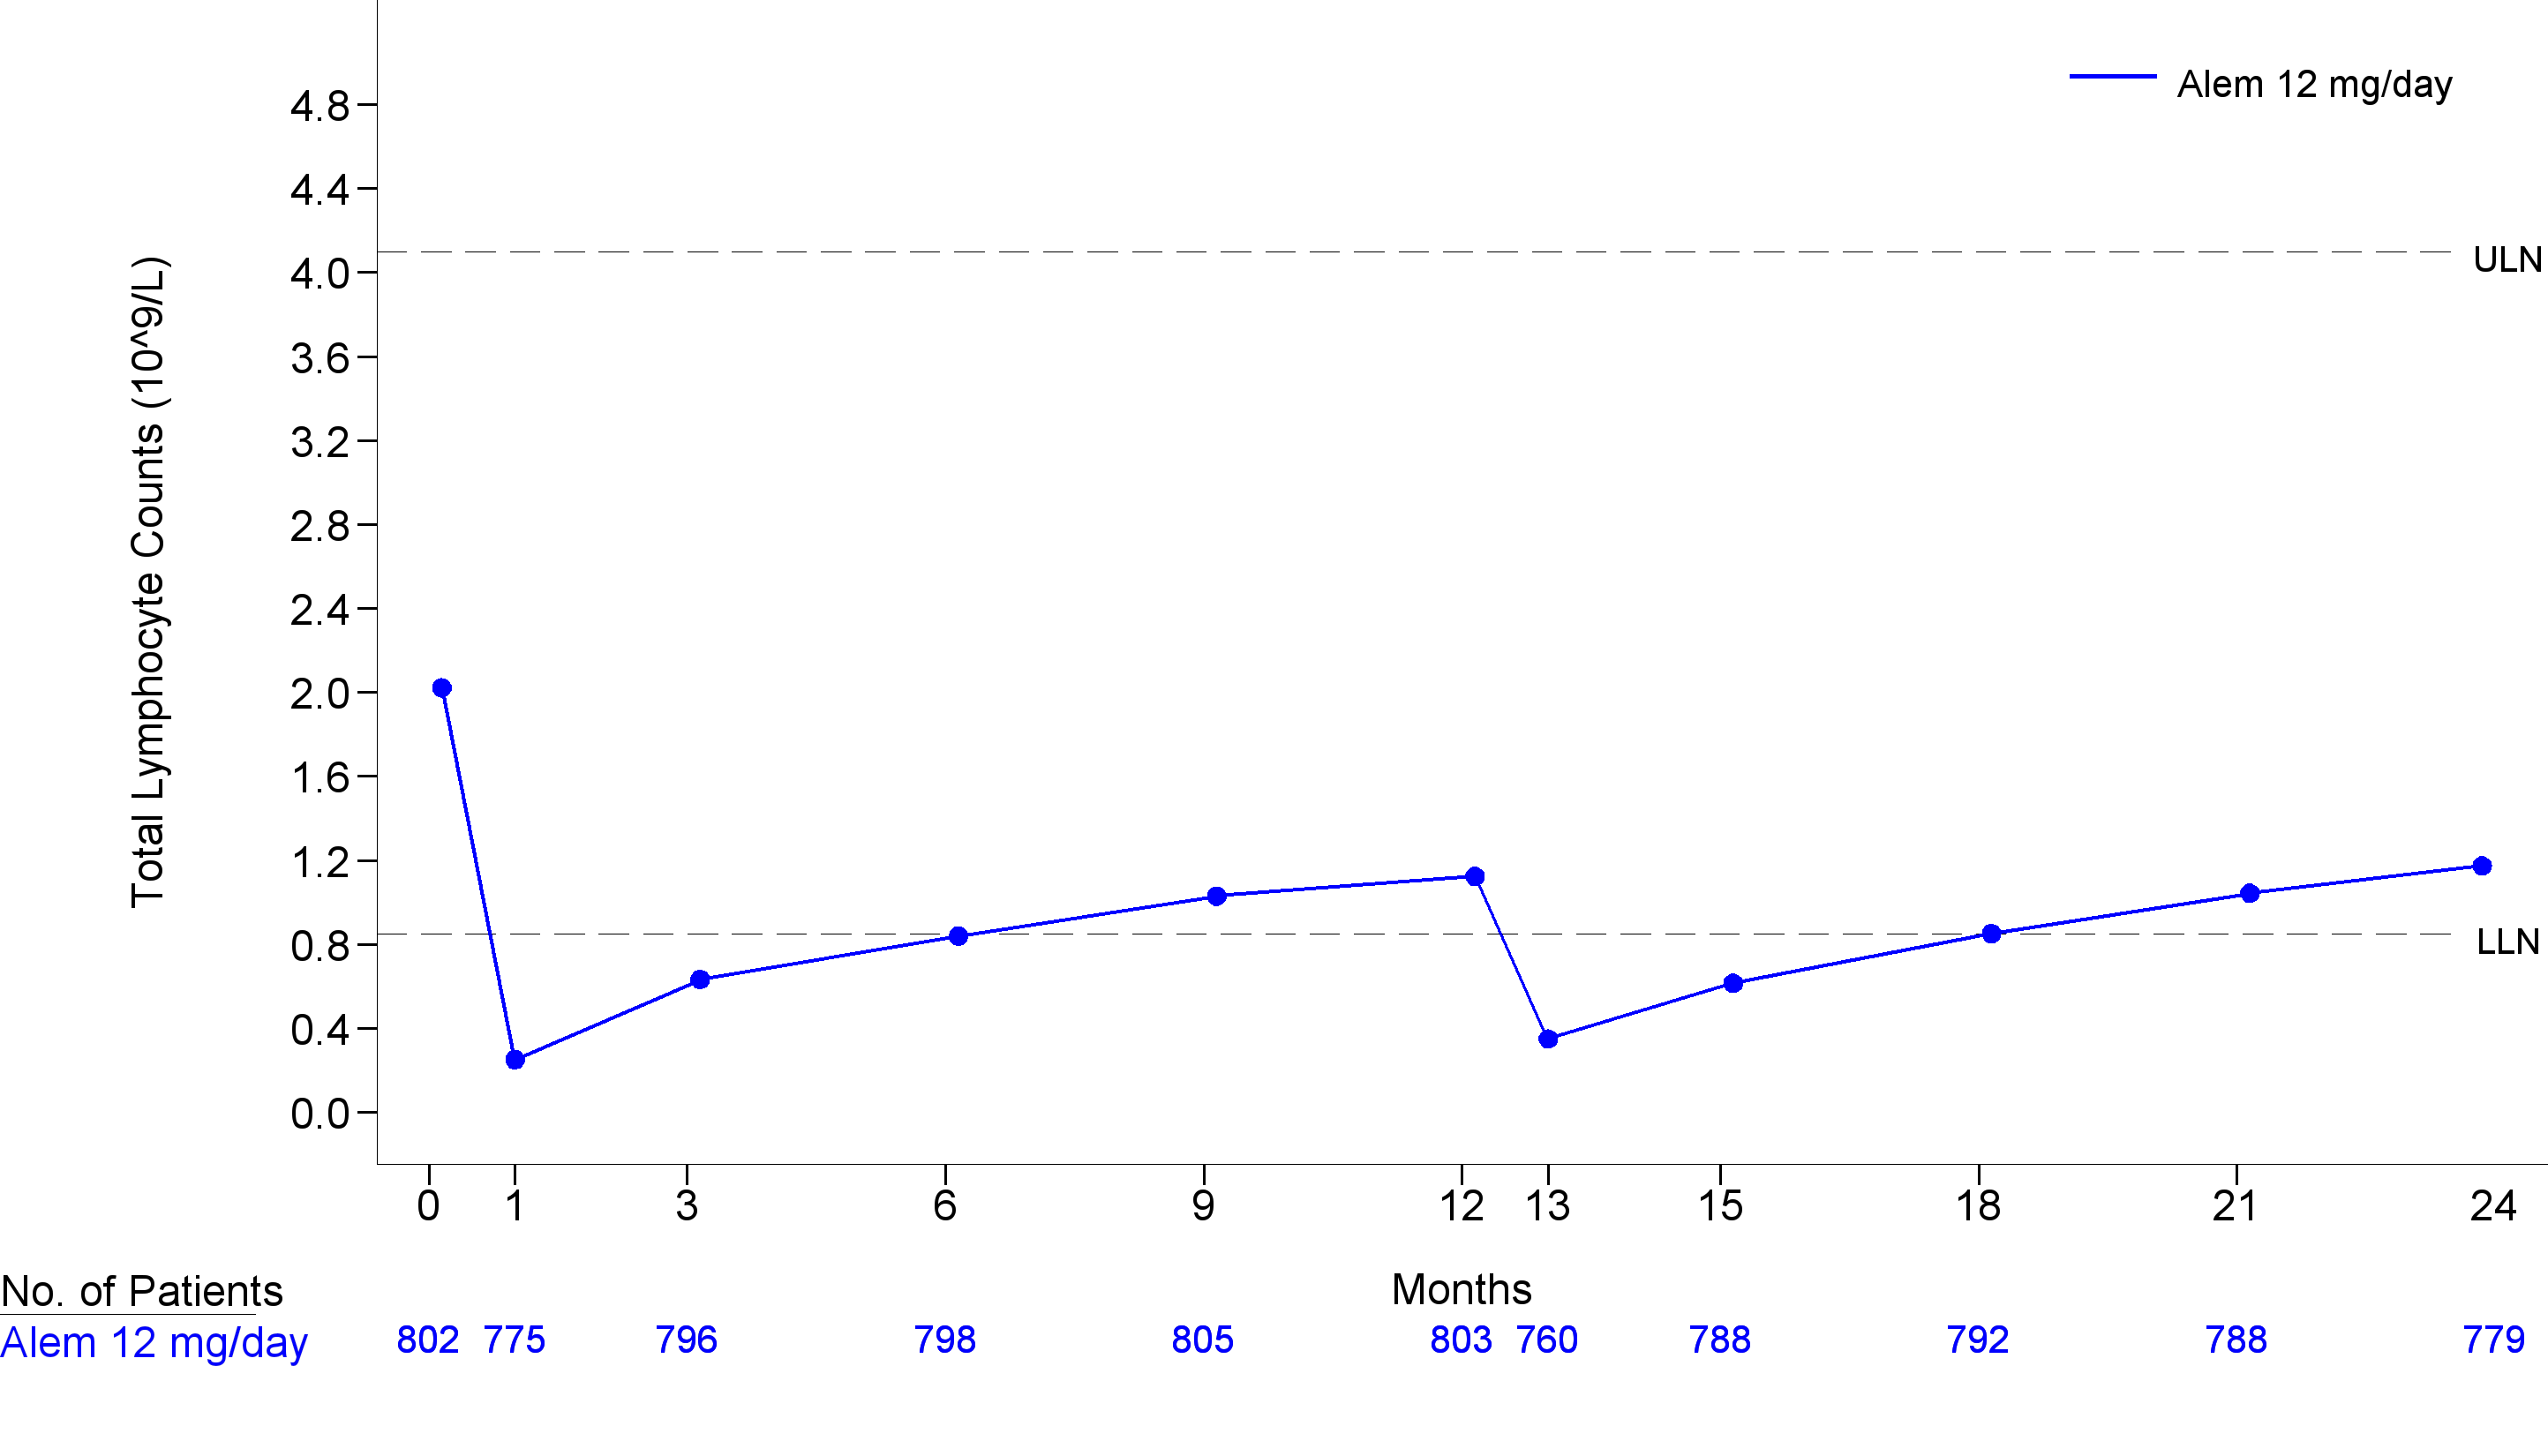 Alem 12 mg/day
Total Lymphocyte Counts (10^9/L)
4.8
4.4
4.0
3.6
3.2
2.8
2.4
2.0
1.6
1.2
0.8
0.4
0.0
ULN
LLN
0 1 3 6 9 12 13 15 18 21 24
Months
No. of Patients
Alem 12 mg/day 802 775 796 798 805 803 760 788 792 788 779